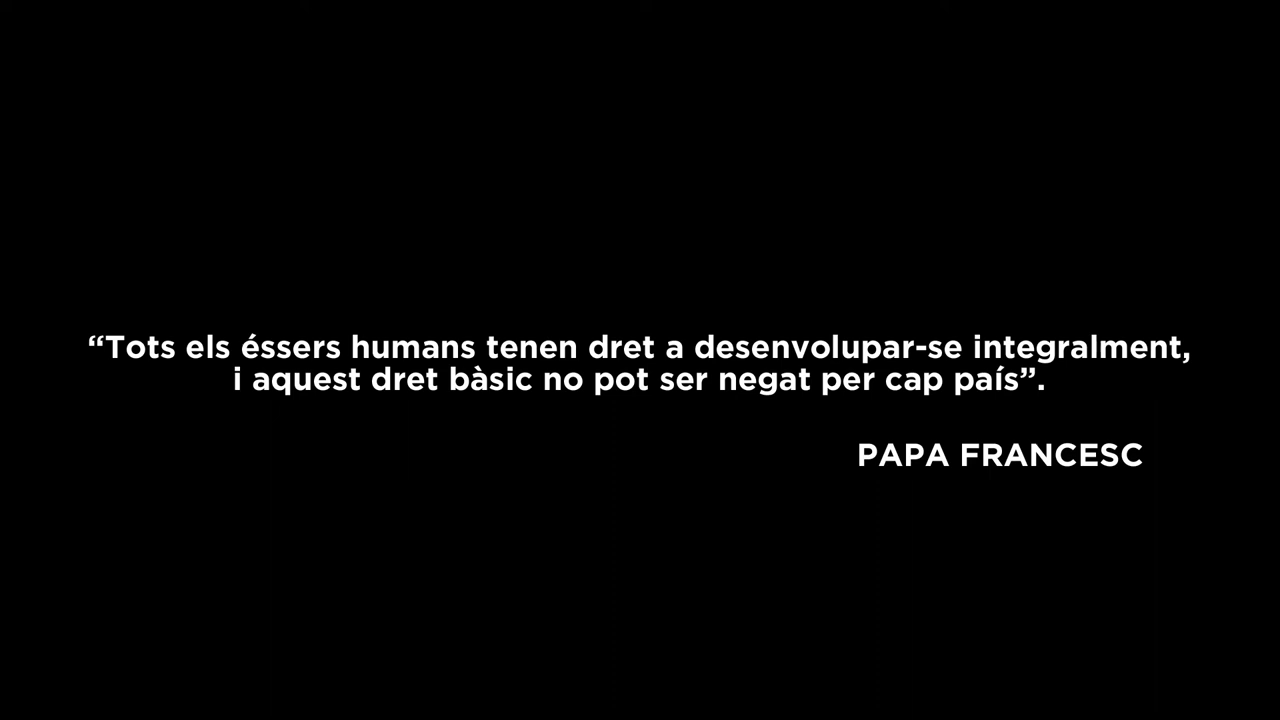 “Tots els éssers humans tenen dret a desenvolupar-se integralment,
i aquest dret bàsic no pot ser negat per cap país”.
PAPA FRANCESC